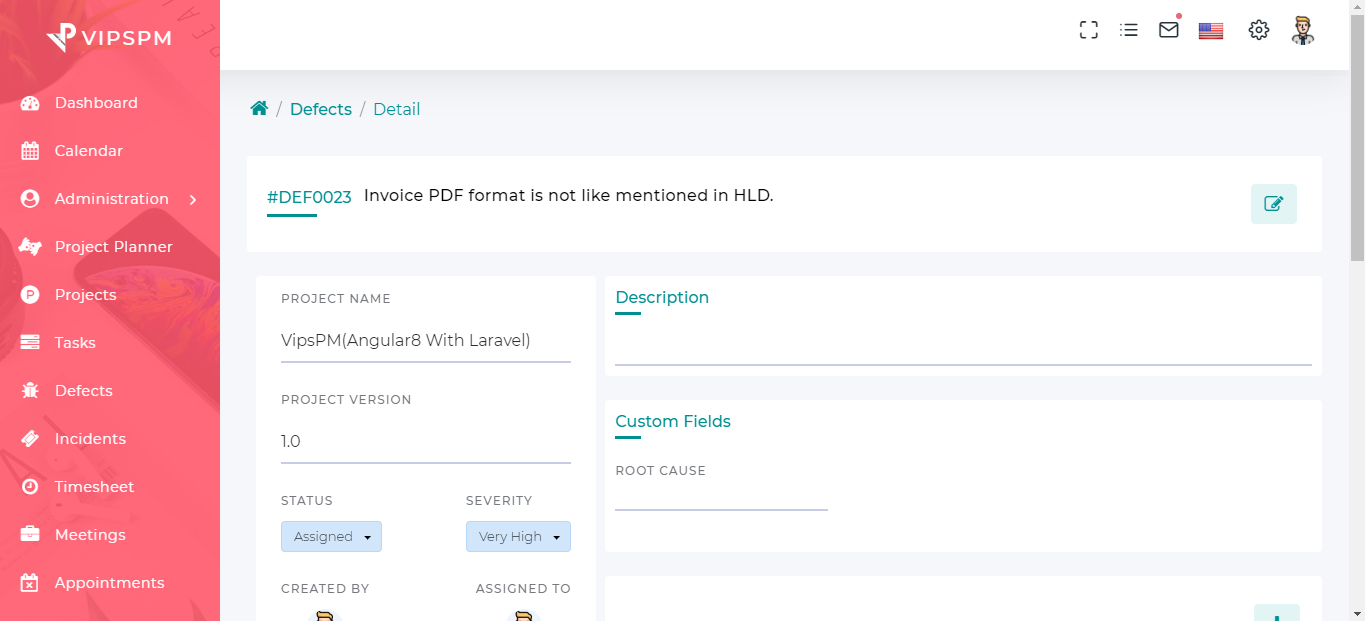 VIPSPM
Dashboard
Calendar
Administration
Project Planner
Projects
Tasks
Defects
Incidents
Timesheet
Meetings
Appointments
/ Defects / Detail
#DEF0023 Invoice PDF format is not like mentioned in HLD.
PROJECT NAME
VipsPM(Angular8 With Laravel)
PROJECT VERSION
1.0
STATUS SEVERITY
Assigned Very High
CREATED BY ASSIGNED TO
Description
Custom Fields
ROOT CAUSE